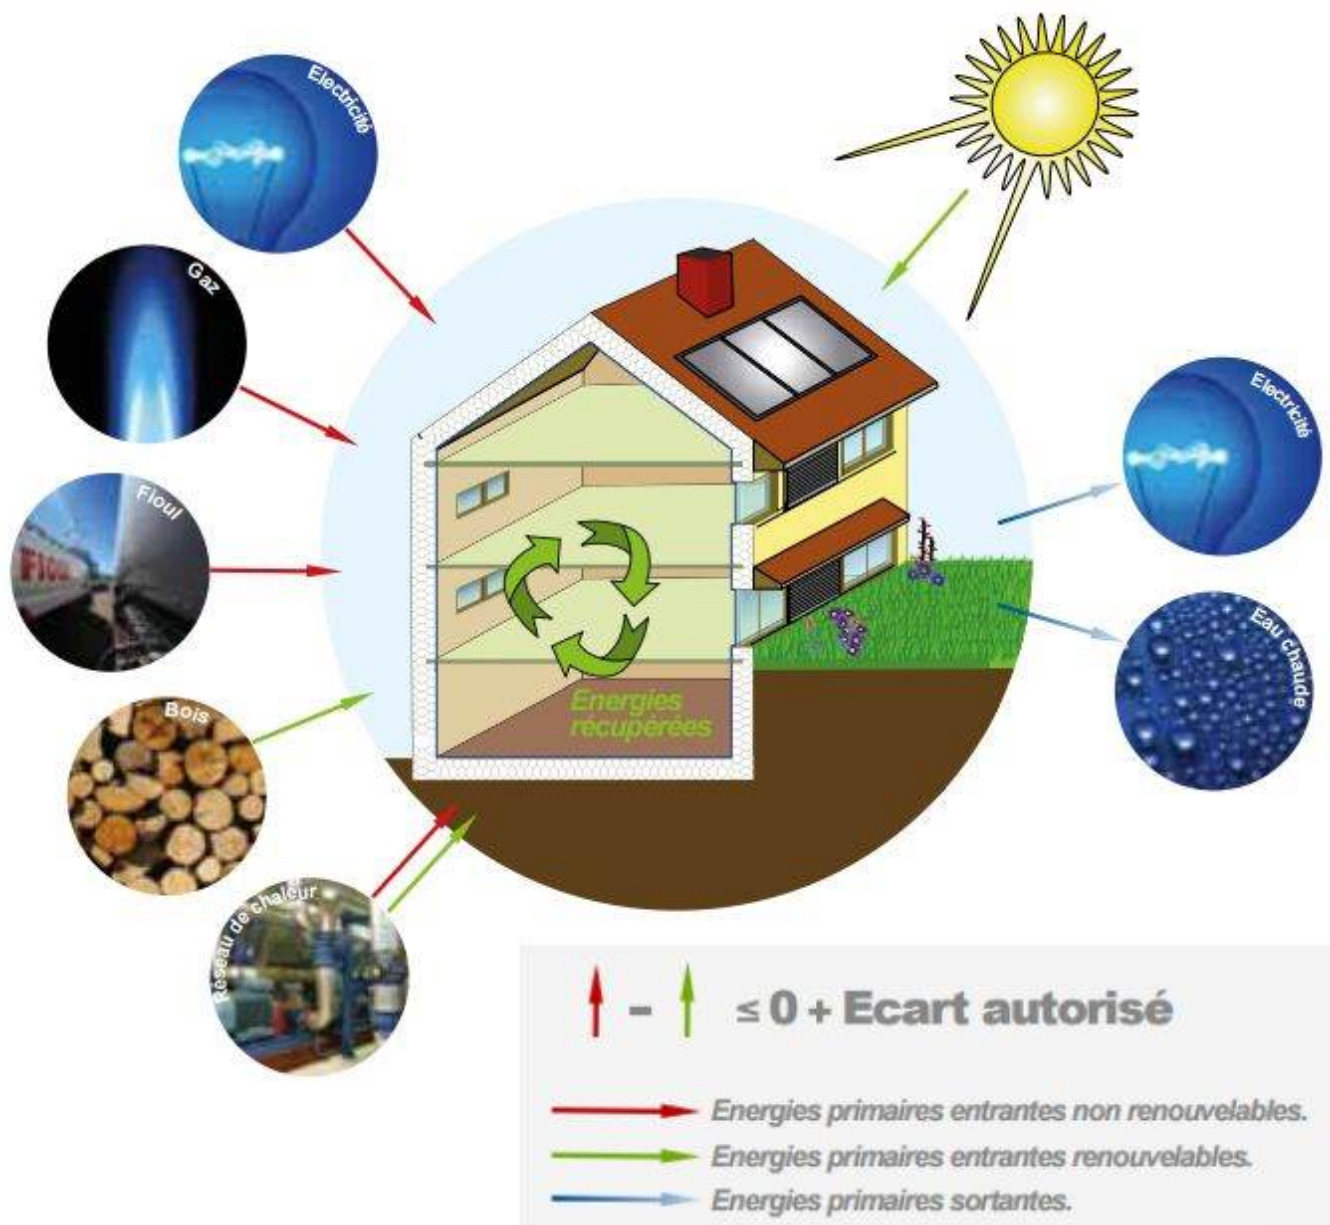 Electricité
Gaz
Fioul
FIOUL
Bois
Réseau de chaleur
Energies
récupérées
Electricité
Eau chaude
- ≤ 0 + Ecart autorisé
Energies primaires entrantes non renouvelables.
Energies primaires entrantes renouvelables.
Energies primaires sortantes.